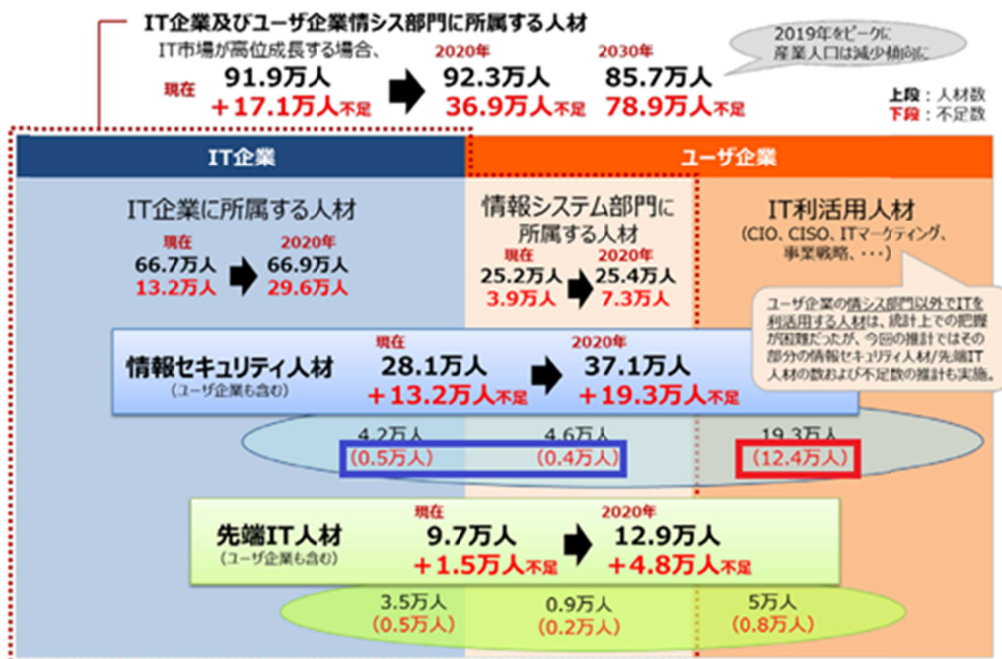 IT企業及びユーザ企業情シス部門に所属する人材
IT市場が高位成長する場合、
2020年
2030年
2019年をピークに
産業人口は減少傾向に
現在
91.9万人
92.3万人
85.7万人
+17.1万人不足
36.9万人不足
78.9万人不足
上段：人材数
下段：不足数
IT企業
ユーザ企業
IT企業に所属する人材
現在
2020年
66.7万人
66.9万人
13.2万人
29.6万人
情報システム部門に
所属する人材
現在
2020年
25.2万人
25.4万人
3.9万人
7.3万人
IT利活用人材
(CIO、CISO、ITマーケティング、
事業戦略、･･･)
ユーザ企業の情シス部門以外でITを
利活用する人材は、統計上での把握
が困難だったが、今回の推計ではその
部分の情報セキュリティ人材/先端IT
人材の数および不足数の推計も実施。
情報セキュリティ人材
(ユーザ企業も含む)
現在
2020年
28.1万人
37.1万人
+13.2万人不足
+19.3万人不足
4.2万人
4.6万人
19.3万人
(0.5万人)
(0.4万人)
(12.4万人)
先端IT人材
(ユーザ企業も含む)
現在
2020年
9.7万人
12.9万人
+1.5万人不足
+4.8万人不足
3.5万人
0.9万人
5万人
(0.5万人)
(0.2万人)
(0.8万人)